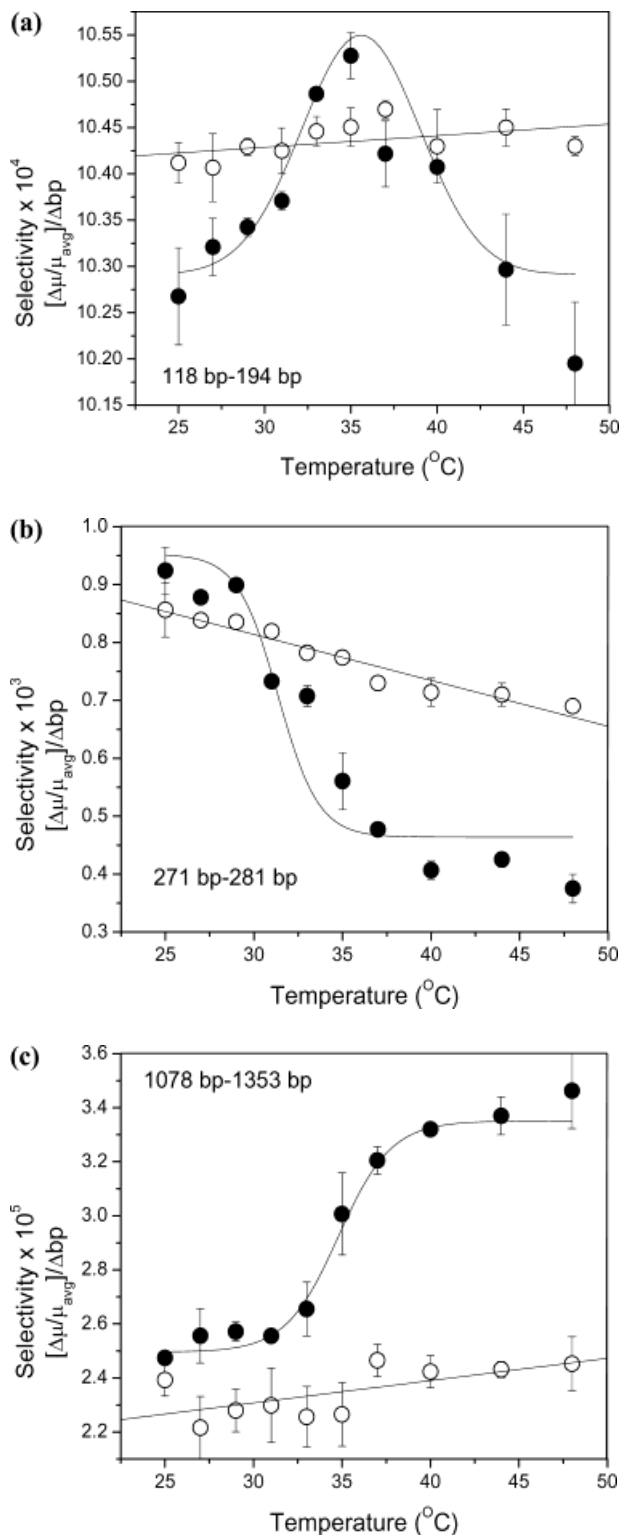 (a)
10.55
10.50
10.45
10.40
10.35
10.30
10.25
10.20
10.15
Selectivity x 10⁴
[Δμ/μavg]/Δbp
118 bp-194 bp
25 30 35 40 45 50
Temperature (°C)
(b)
1.0
0.9
0.8
0.7
0.6
0.5
0.4
0.3
Selectivity x 10³
[Δμ/μavg]/Δbp
271 bp-281 bp
25 30 35 40 45 50
Temperature (°C)
(c)
1078 bp-1353 bp
3.6
3.4
3.2
3.0
2.8
2.6
2.4
2.2
Selectivity x 10⁵
[Δμ/μavg]/Δbp
25 30 35 40 45 50
Temperature (°C)